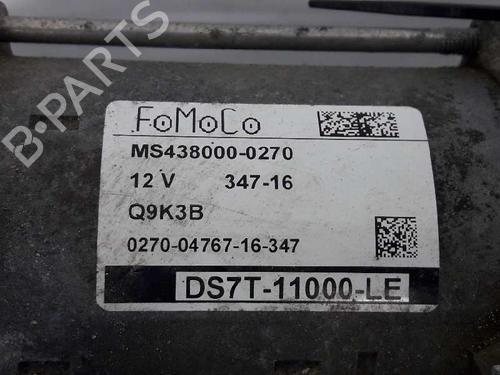 B-PARTS
FoMoCo
MS438000-0270
12 V 347-16
Q9K3B
0270-04767-16-347
DS7T-11000-LE